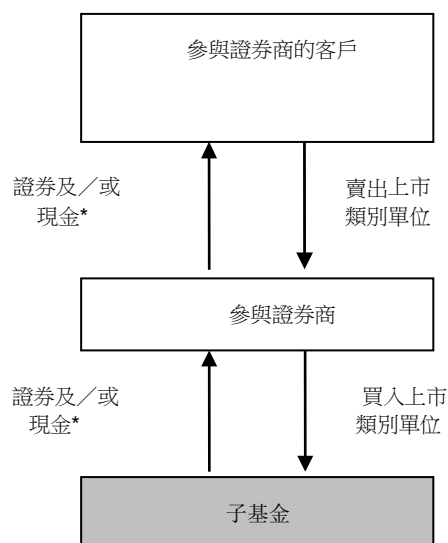 參與證券商的客戶
證券及／或
現金*
賣出上市
類別單位
參與證券商
證券及／或
現金*
買入上市
類別單位
子基金